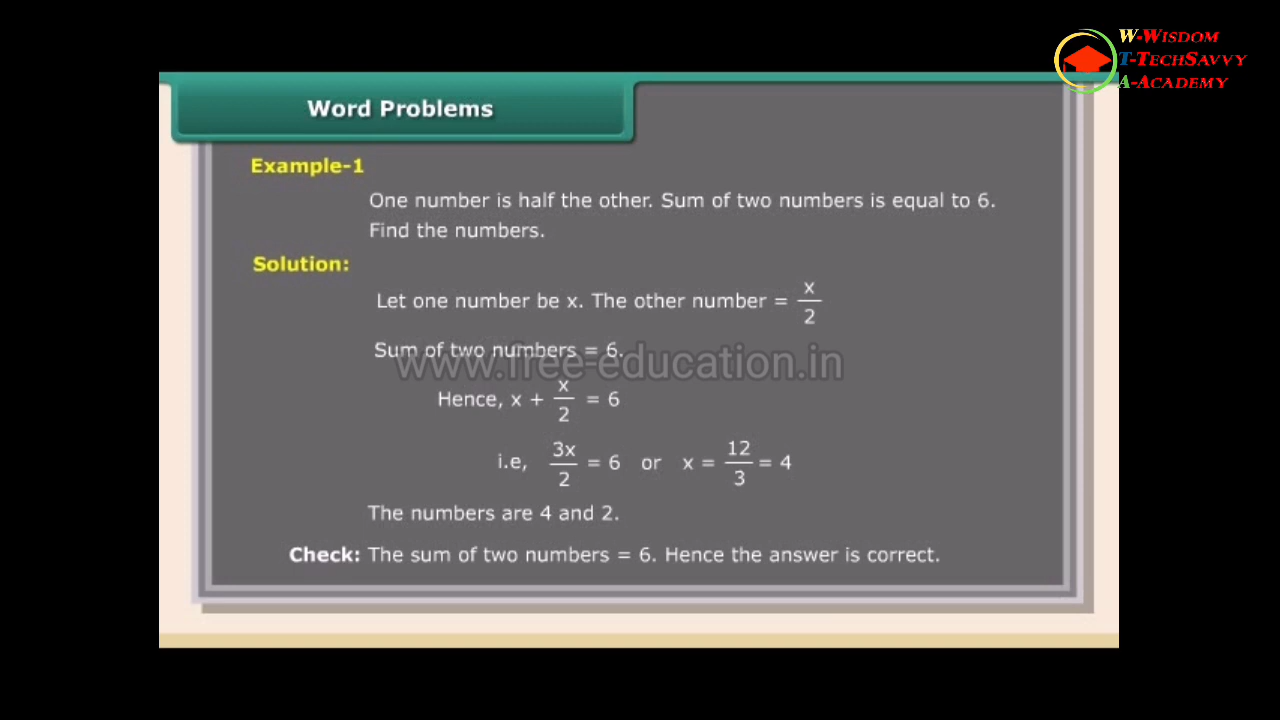 W-Wisdom
T-TechSavvy
A-Academy
Word Problems
Example-1
One number is half the other. Sum of two numbers is equal to 6.
Find the numbers.
Solution:
Let one number be x. The other number = x/2
Sum of two numbers = 6.
www.free-education.in
Hence, x + x/2 = 6
i.e, 3x/2 = 6 or x = 12/3 = 4
The numbers are 4 and 2.
Check: The sum of two numbers = 6. Hence the answer is correct.